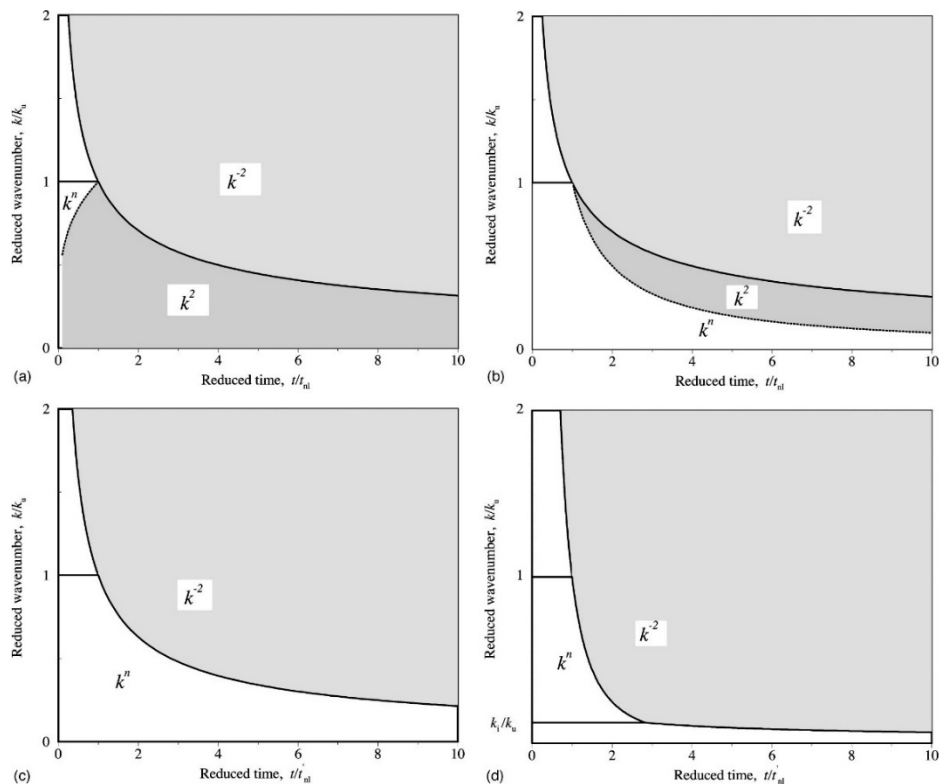 2
Reduced wavenumber, k/k_u
1
0
k^n
k^-2
k^2
0
2
4
6
8
10
Reduced time, t/t_nl
(a)
2
Reduced wavenumber, k/k_u
1
0
k^-2
k^2
k^n
0
2
4
6
8
10
Reduced time, t/t_nl
(b)
2
Reduced wavenumber, k/k_u
1
0
k^-2
k^n
0
2
4
6
8
10
Reduced time, t/t'_nl
(c)
2
Reduced wavenumber, k/k_u
1
k_i/k_u
k^-2
k^n
0
2
4
6
8
10
Reduced time, t/t'_nl
(d)